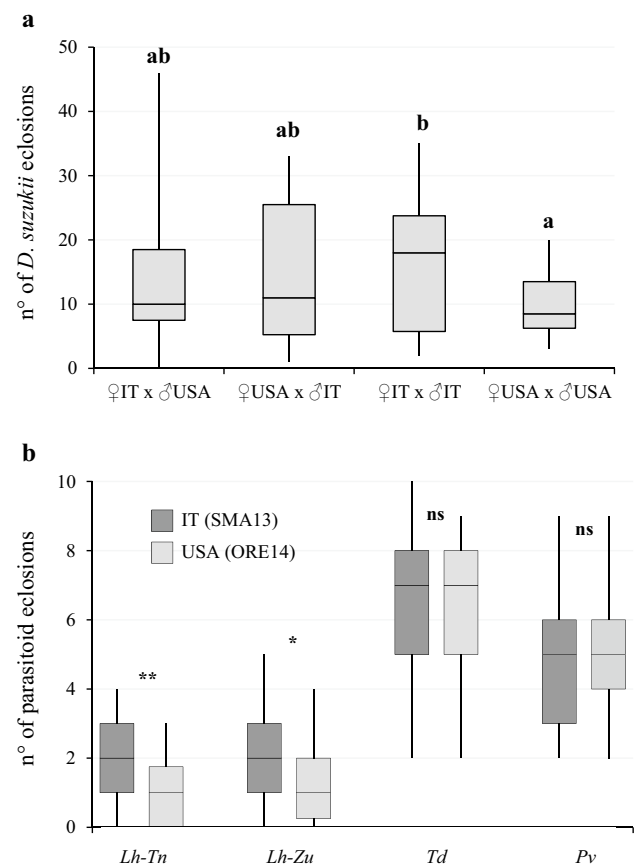 a
n° of D. suzukii eclosions
50
40
30
20
10
0
ab
ab
b
a
♀IT x ♂USA
♀USA x ♂IT
♀IT x ♂IT
♀USA x ♂USA
b
n° of parasitoid eclosions
10
8
6
4
2
0
IT (SMA13)
USA (ORE14)
**
*
ns
ns
Lh-Tn
Lh-Zu
Td
Pv